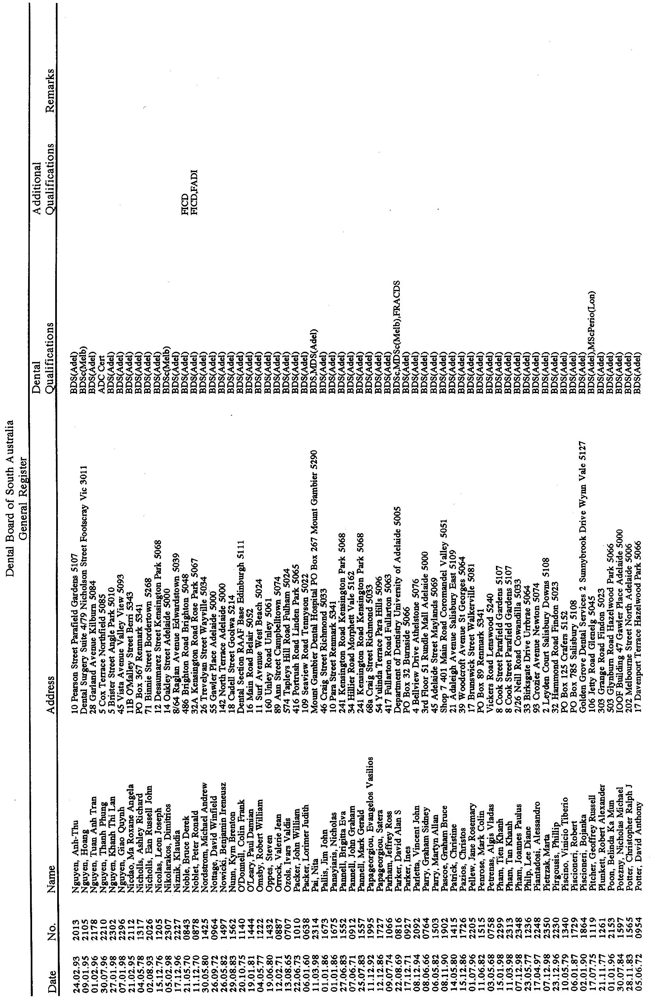 Dental Board of South Australia
General Register
Date No. Name Address Dental Qualifications Additional Qualifications Remarks
24.02.93 2013 Nguyen, Anh-Thu 10 Pearson Street Parafield Gardens 5107 BDS(Adel)
09.01.95 2105 Nguyen, Hoang Dental Surgery Suite 4/79 Nicholson Street Footscray Vic 3011 BDSc(Melb)
01.02.96 2178 Nguyen, Tuan Anh Tran 28 Garland Avenue Kilburn 5084 BDS(Adel)
30.07.96 2210 Nguyen, Thanh Phung 5 Cox Terrace Northfield 5085 ADC Cert
27.01.98 2302 Nguyen, Khanh Thi Lan 5 Brister Street Angle Park 5010 BDS(Adel)
07.01.98 2296 Nguyen, Giao Quynh 45 Vista Avenue Valley View 5093 BDS(Adel)
21.02.95 2112 Nicdao, Ma Roxane Angela 11B O'Malley Street Berri 5343 BDS(Adel)
04.05.78 1317 Nicholls, Ashley Richard PO Box 367 Renmark 5341 BDS(Adel)
02.08.93 2026 Nicholls, Ean Russell John 71 Binnie Street Bordertown 5268 BDS(Adel)
15.12.76 1205 Nicolas, Leon Joseph 12 Desaumarez Street Kensington Park 5068 BDS(Adel)
05.02.98 2307 Nikolarakos, Dimitrios 14 Oakley Street Adelaide 5000 BDSc(Melb)
17.12.96 2227 Niznik, Klaudia 8/64 Raglan Avenue Edwardstown 5039 BDS(Adel)
21.05.70 0843 Noble, Bruce Derek 486 Brighton Road Brighton 5048 BDS(Adel) FICD
11.12.70 0878 Noblet, Peter Ronald 32A Kensington Road Rose Park 5067 BDS(Adel) FICD,FADI
30.05.80 1425 Nordstrom, Michael Andrew 26 Trevelyan Street Wayville 5034 BDS(Adel)
26.09.72 0964 Nottage, David Winfield 55 Gawler Place Adelaide 5000 BDS(Adel)
26.05.82 1497 Nowicki, Benjamin Ireneusz 142 North Terrace Adelaide 5000 BDS(Adel)
29.08.83 1562 Nunn, Kym Brenton 18 Cadell Street Goolwa 5214 BDS(Adel)
20.10.75 1140 O'Donnell, Colin Frank Dental Section RAAF Base Edinburgh 5111 BDS(Adel)
19.01.81 1444 O'Leary, Paul Damian 16 Main Road Belair 5052 BDS(Adel)
04.05.77 1222 Omsby, Robert William 11 Surf Avenue West Beach 5024 BDS(Adel)
19.06.80 1432 Oppes, Steven 160 Unley Road Unley 5061 BDS(Adel)
12.02.71 0887 Orrock, Valerie Jean 89 Ann Street Campbelltown 5074 BDS(Adel)
13.08.65 0707 Ozols, Ivars Valdis 574 Tapleys Hill Road Fulham 5024 BDS(Adel)
22.06.73 1010 Packer, John William 416 Portrush Road Linden Park 5065 BDS(Adel)
06.01.60 0638 Packer, Lorimer Judith 109 Seaview Road Tennyson 5022 BDS(Adel)
11.03.98 2314 Pai, Nita Mount Gambier Dental Hospital PO Box 267 Mount Gambier 5290 BDS,MDS(Adel)
01.01.86 1673 Pallis, Jim John 46 Craig Street Richmond 5033 BDS(Adel)
01.01.86 1675 Panayiaris, Nicholas 10 Para Street Renmark 5341 BDS(Adel)
27.06.83 1552 Pannell, Brigitta Eva 241 Kensington Road Kensington Park 5068 BDS(Adel)
07.06.71 0912 Pannell, John Graham 34 Hillier Road Morphett Vale 5162 BDS(Adel)
25.07.83 1557 Pannell, Mark Gerald 241 Kensington Road Kensington Park 5068 BDS(Adel)
11.12.92 1995 Papageorgiou, Evangelos Vasilios 68a Craig Street Richmond 5033 BDS(Adel)
12.12.86 1727 Papageorgiou, Satera 54 Yulinda Terrace Para Hills 5096 BDS(Adel)
09.07.74 1066 Parham, Jeffrey Ross 417 Fullarton Road Fullarton 5063 BDS(Adel)
22.08.69 0816 Parker, David Alan S Department of Dentistry University of Adelaide 5005 BDSc,MDSc(Melb),FRACDS
17.12.71 0927 Parker, Ines PO Box 32 Burnside 5066 BDS(Adel)
08.12.94 2092 Parletta, Vincent John 4 Bellview Drive Athelstone 5076 BDS(Adel)
08.06.66 0764 Parry, Graham Sidney 3rd Floor 51 Rundle Mall Adelaide 5000 BDS(Adel)
06.05.82 1503 Parry, Martyn Allan 45 Adelaide Street Maylands 5069 BDS(Adel)
08.11.90 1902 Pascoe, Graham Bruce Shop 7 401 Main Road Coromandel Valley 5051 BDS(Adel)
14.05.80 1415 Patrick, Christine 21 Adaleigh Avenue Salisbury East 5109 BDS(Adel)
15.12.86 1726 Pazios, Christos 39 Woodcroft Avenue St Georges 5064 BDS(Adel)
01.07.96 2205 Pellew, Jane Rosemary 17 Brunswick Street Walkerville 5081 BDS(Adel)
11.06.82 1515 Penrose, Mark Colin PO Box 89 Renmark 5341 BDS(Adel)
03.05.68 0758 Petrenas, Algis Vladas Vickers Road Lenswood 5240 BDS(Adel)
15.01.98 2299 Pham, Tien Khanh 8 Cook Street Parafield Gardens 5107 BDS(Adel)
11.03.98 2313 Pham, Tan Khanh 8 Cook Street Parafield Gardens 5107 BDS(Adel)
07.12.98 2348 Pham, Joannes Paulus 2/26 Neill Road Cowandilla 5033 BDS(Adel)
23.05.77 1236 Philp, Lee Diane 33 Birksgate Drive Urrbrae 5064 BDS(Adel)
17.04.97 2248 Piantadosi, Alessandro 93 Crozier Avenue Newton 5074 BDS(Adel)
07.12.98 2350 Pietrzak, Marta 2 Leyden Court Salisbury Downs 5108 BDS(Adel)
23.12.96 2230 Pirgousis, Phillip 32 Hammond Road Findon 5023 BDS(Adel)
10.05.79 1340 Piscino, Vinicio Tiberio PO Box 125 Crafers 5152 BDS(Adel)
06.01.87 1729 Piscioneri, Robert PO Box 785 Salisbury 5108 BDS(Adel)
02.01.90 1864 Piscioneri, Bojanka Golden Grove Dental Services 2 Sunnybrook Drive Wynn Vale 5127 BDS(Adel)
17.07.75 1119 Pitcher, Geoffrey Russell 106 Jetty Road Glenelg 5045 BDS(Adel),MScPerio(Lon)
21.11.77 1261 Plunkett, Robert Alexander 303 Grange Road Findon 5023 BDS(Adel)
01.01.96 2153 Poon, Belinda Ka Mun 503 Glynburn Road Hazelwood Park 5066 BDS(Adel)
30.07.84 1597 Potezny, Nicholas Michael IOOF Building 47 Gawler Place Adelaide 5000 BDS(Adel)
28.11.83 1565 Potter, Christopher Ralph J 202 Melbourne Street North Adelaide 5006 BDS(Adel)
05.06.72 0954 Potter, David Anthony 17 Davenport Terrace Hazelwood Park 5066 BDS(Adel)